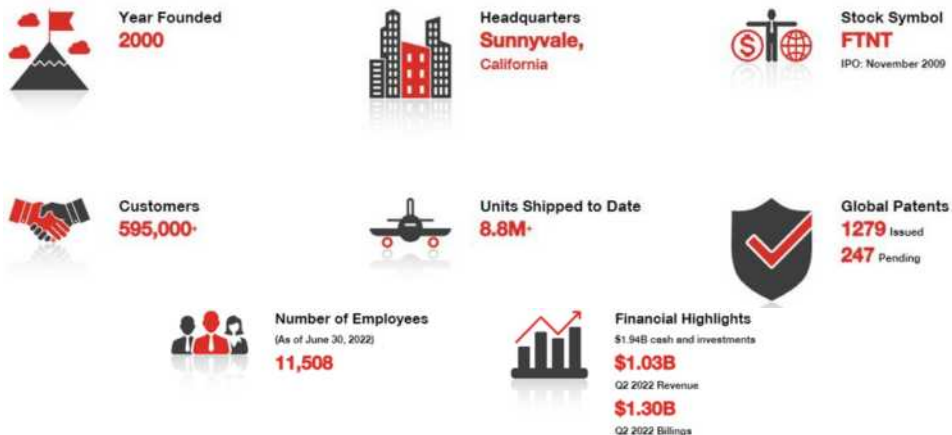 Year Founded
2000
Headquarters
Sunnyvale,
California
Stock Symbol
FTNT
IPO: November 2009
Customers
595,000+
Units Shipped to Date
8.8M+
Global Patents
1279 Issued
247 Pending
Number of Employees
(As of June 30, 2022)
11,508
Financial Highlights
$1.94B cash and investments
$1.03B
Q2 2022 Revenue
$1.30B
Q2 2022 Billings